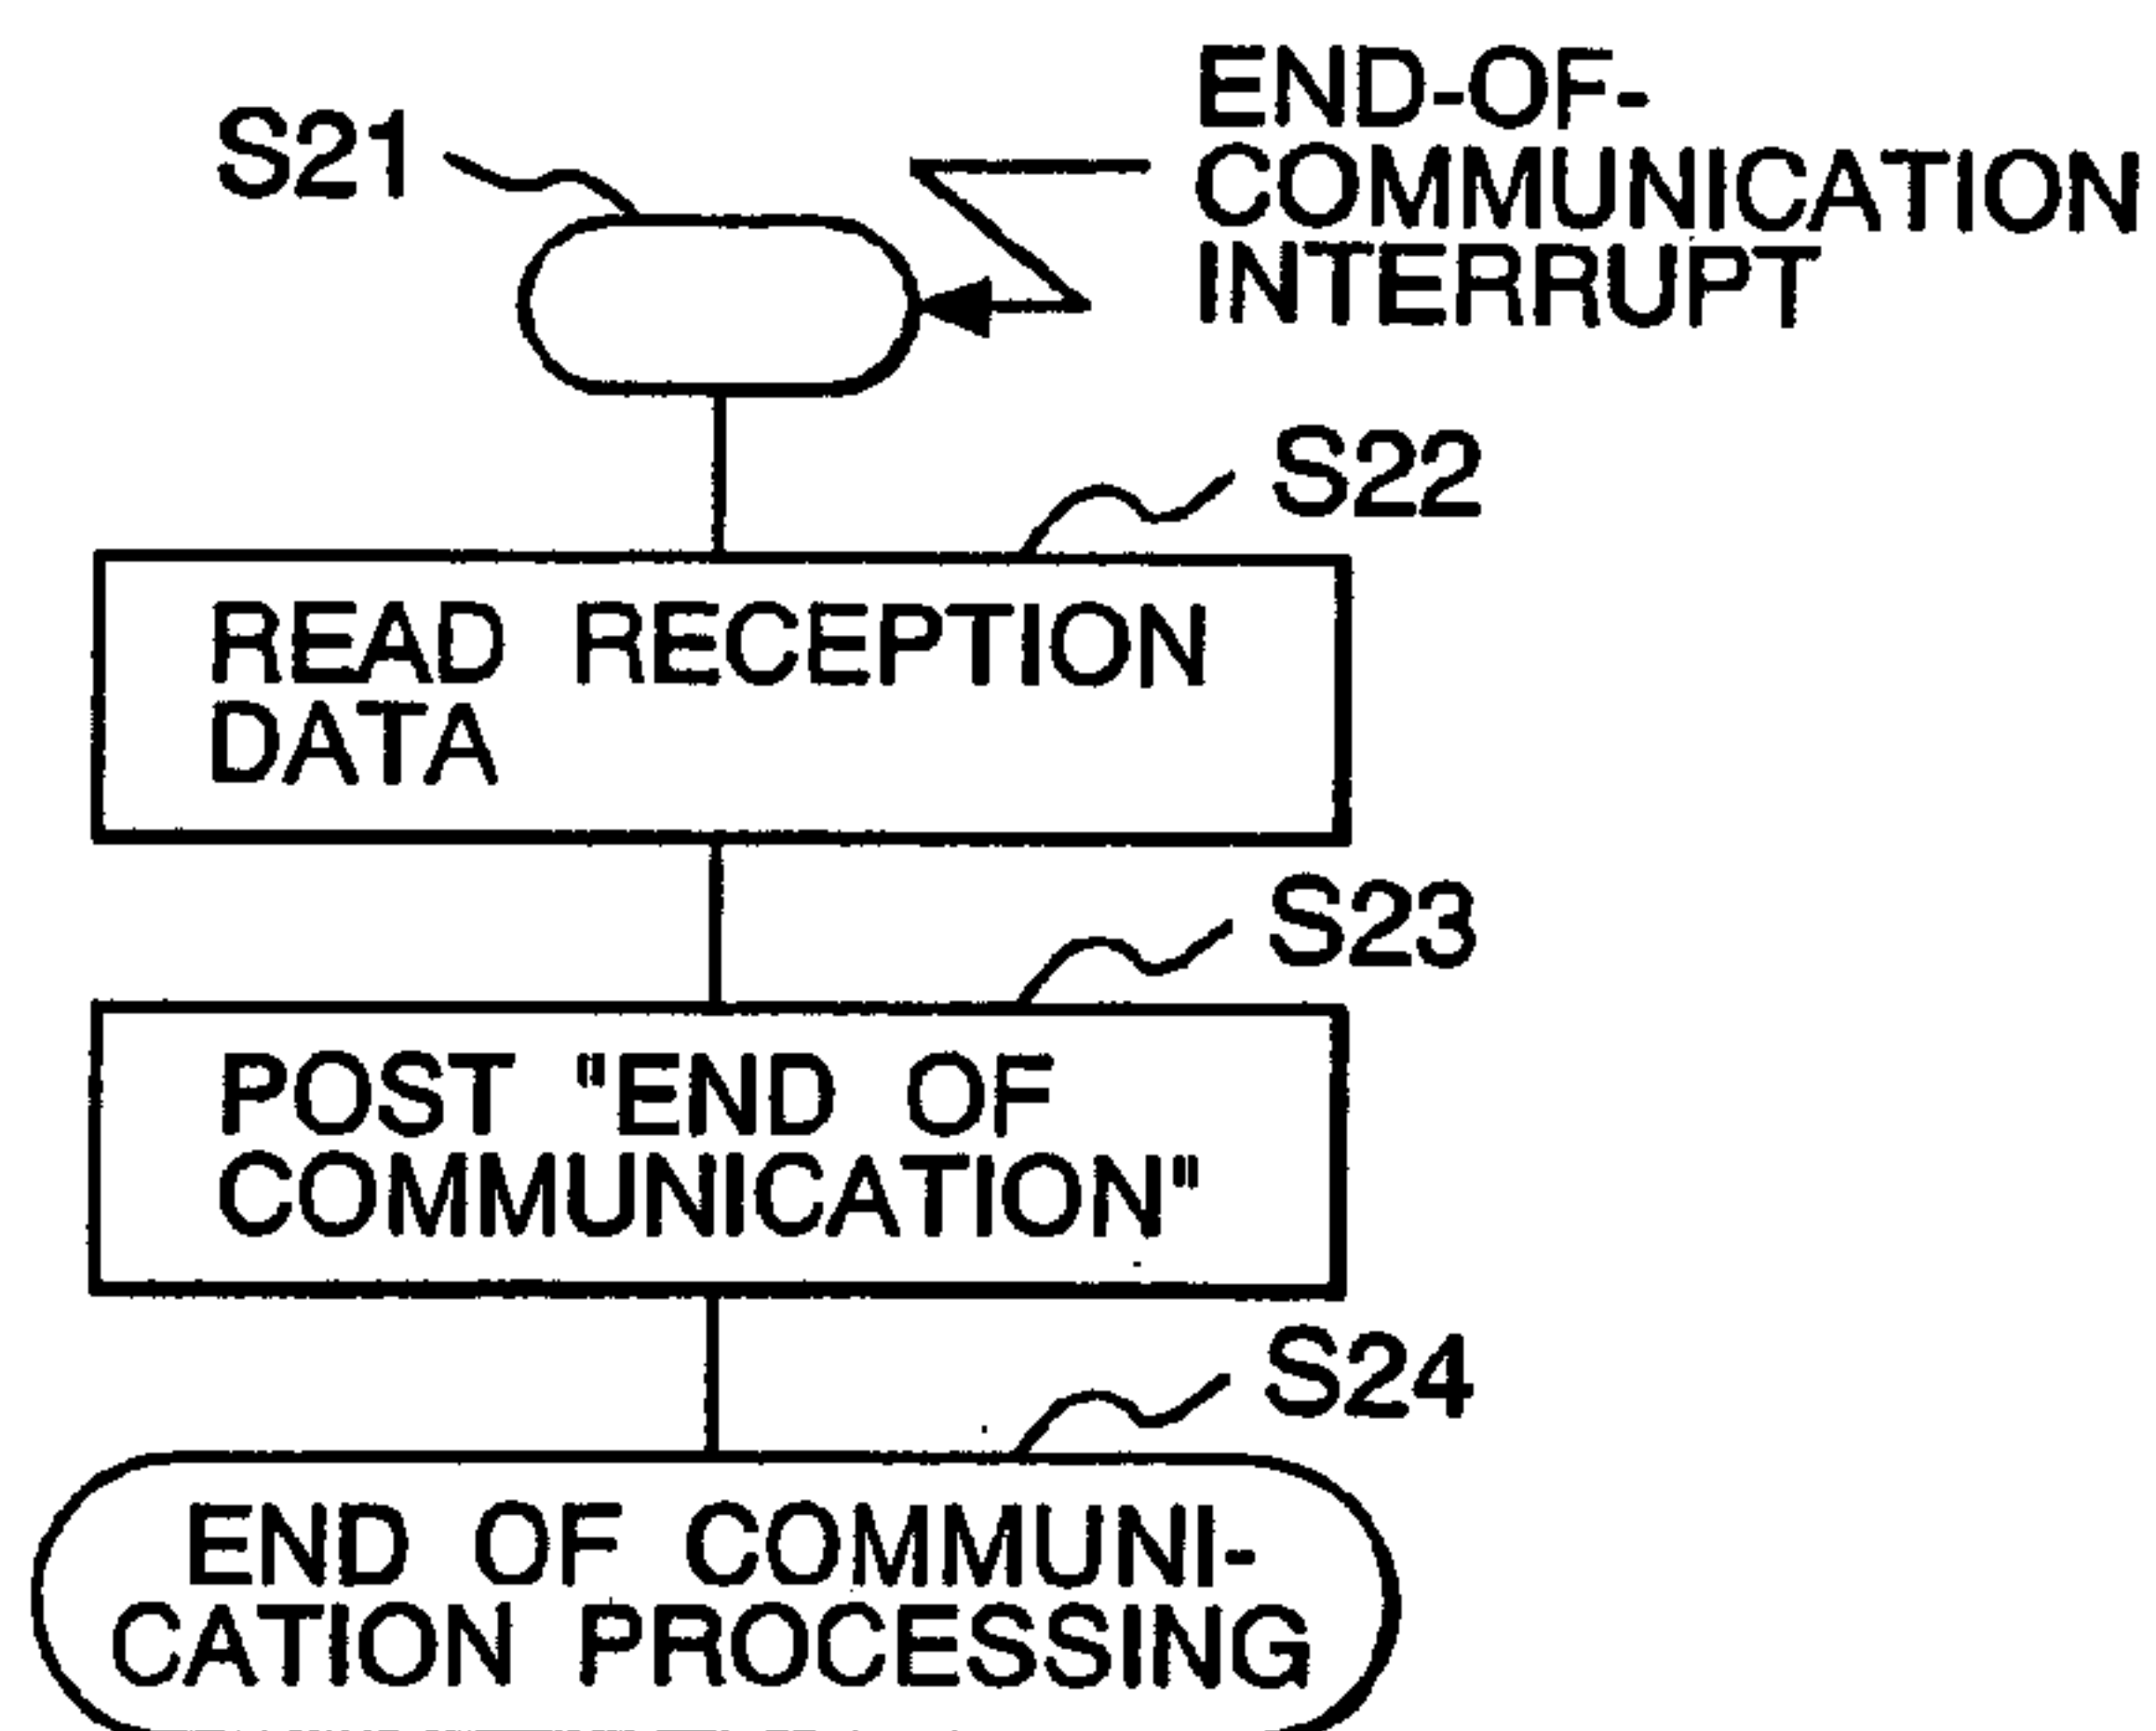 S21
END-OF-
COMMUNICATION
INTERRUPT
S22
READ RECEPTION
DATA
S23
POST "END OF
COMMUNICATION"
S24
END OF COMMUNI-
CATION PROCESSING